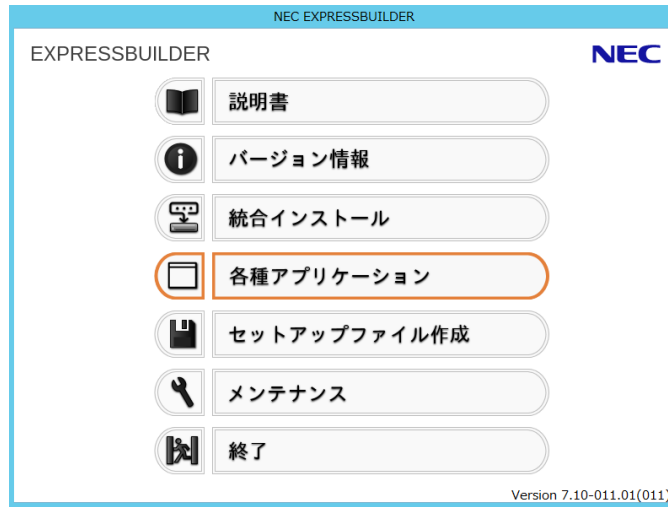 NEC EXPRESSBUILDER
EXPRESSBUILDER
NEC
説明書
バージョン情報
統合インストール
各種アプリケーション
セットアップファイル作成
メンテナンス
終了
Version 7.10-011.01(011)